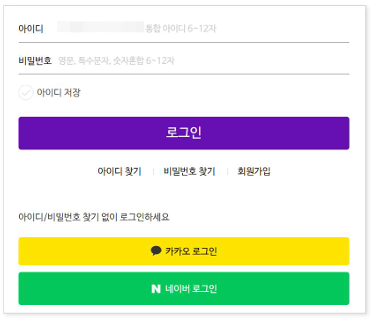 아이디 통합 아이디 6~12자
비밀번호 영문, 특수문자, 숫자혼합 6~12자
아이디 저장
로그인
아이디 찾기 | 비밀번호 찾기 | 회원가입
아이디/비밀번호 찾기 없이 로그인하세요
카카오 로그인
N 네이버 로그인